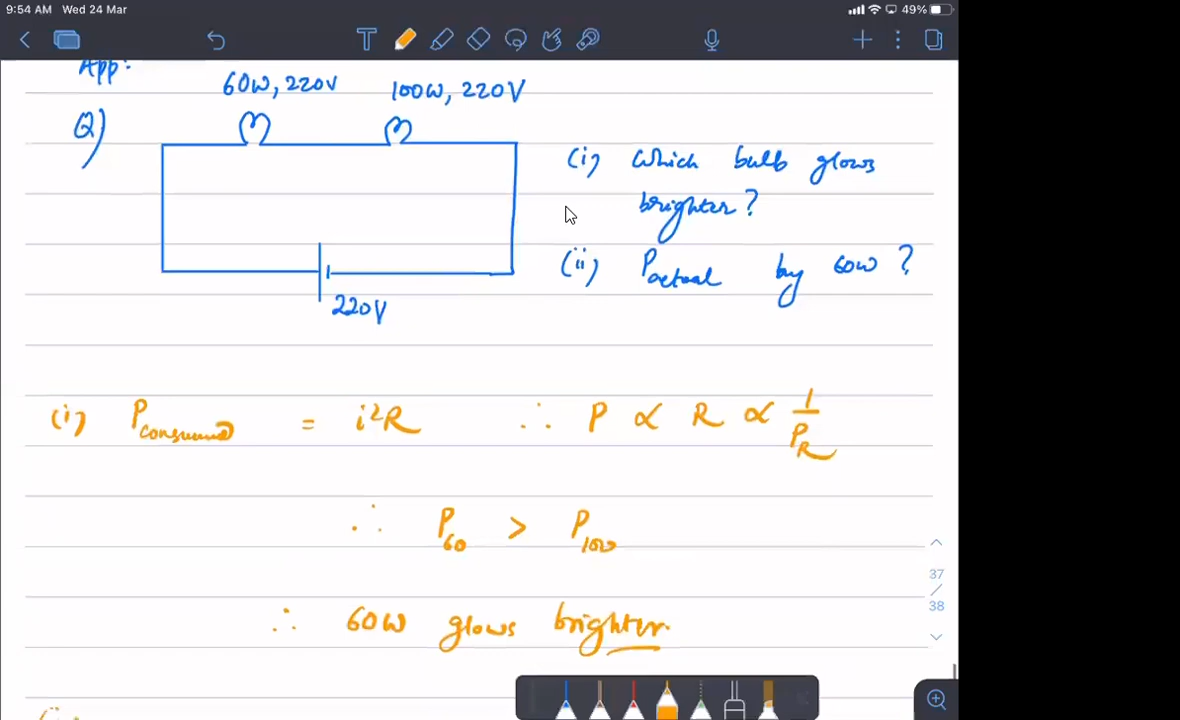 9:54 AM Wed 24 Mar
49%
App:
60W, 220V
100W, 220V
Q)
(i) Which bulb glows
brighter?
(ii) Pactual by 60W ?
220V
(i) Pconsumed = i²R ∴ P ∝ R ∝ 1/PR
∴ P60 > P100
∴ 60W glows brighter.
37
/
38
(ii)